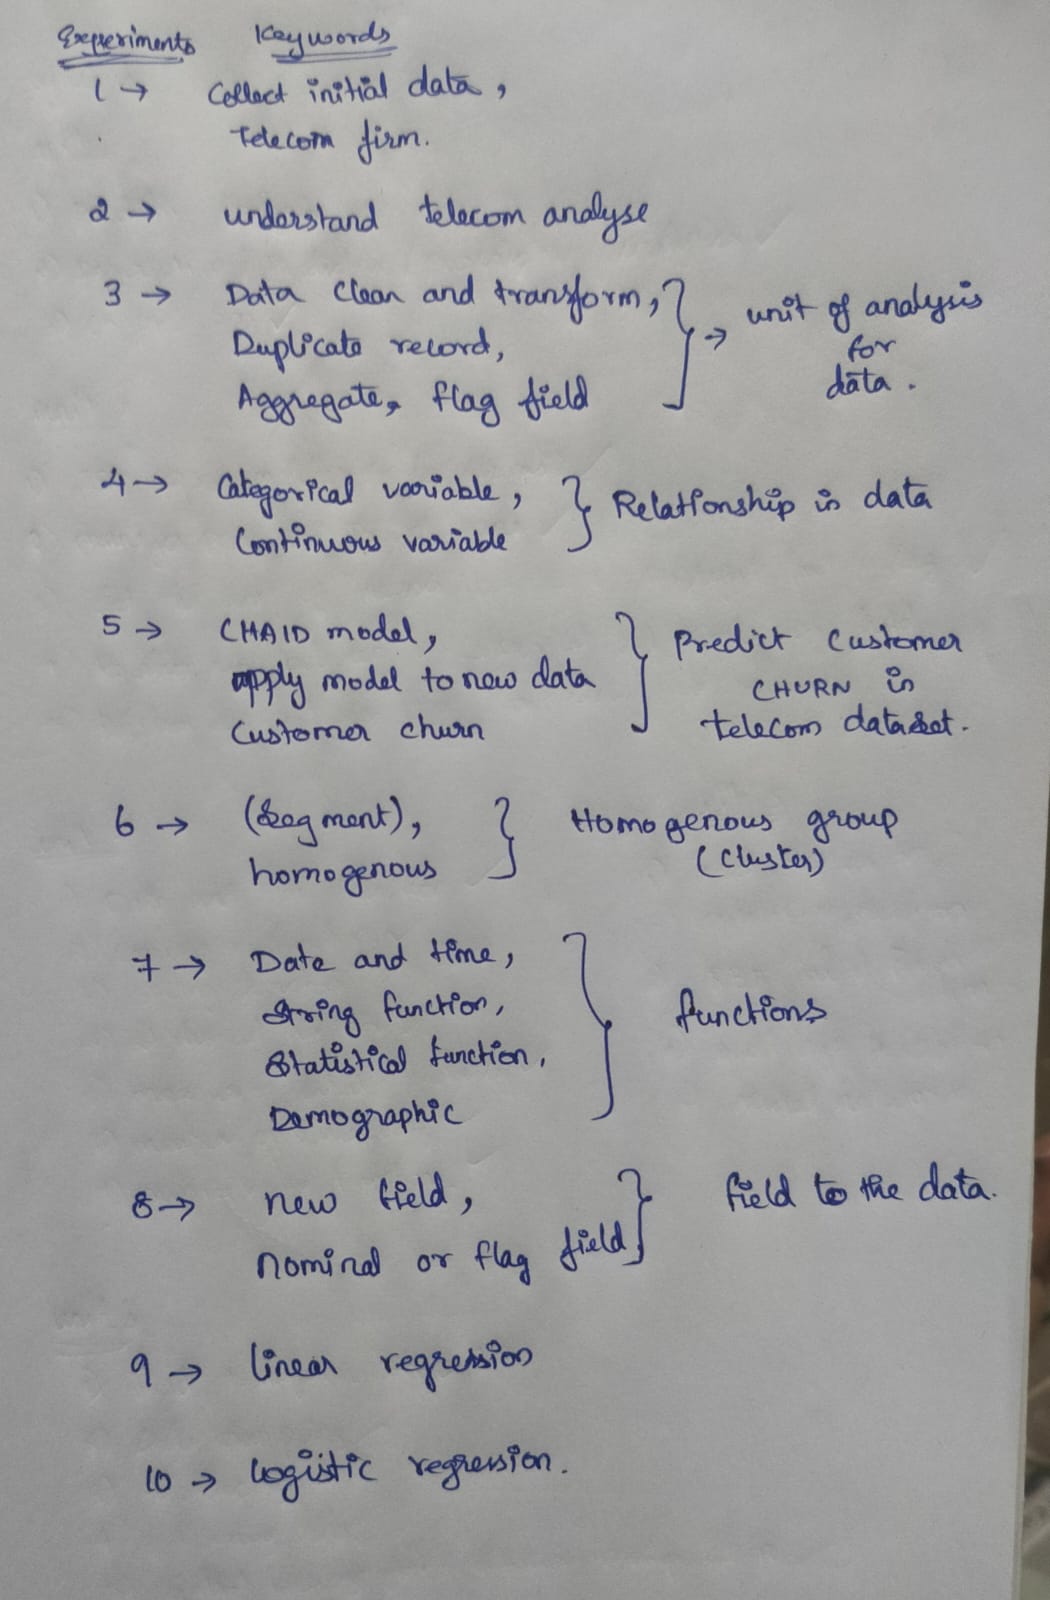 Experiments Keywords
1 → Collect initial data,
Telecom firm.
2 → understand telecom analyse
3 → Data clean and transform,
Duplicate record,
Aggregate, flag field
→ unit of analysis
for
data.
4 → Categorical variable,
Continuous variable
Relationship in data
5 → CHAID model,
apply model to new data
Customer churn
Predict customer
CHURN in
telecom dataset.
6 → (Segment),
homogenous
Homogenous group
(cluster)
7 → Date and time,
String function,
Statistical function,
Demographic
functions
8 → new field,
nominal or flag field
field to the data.
9 → linear regression
10 → logistic regression.